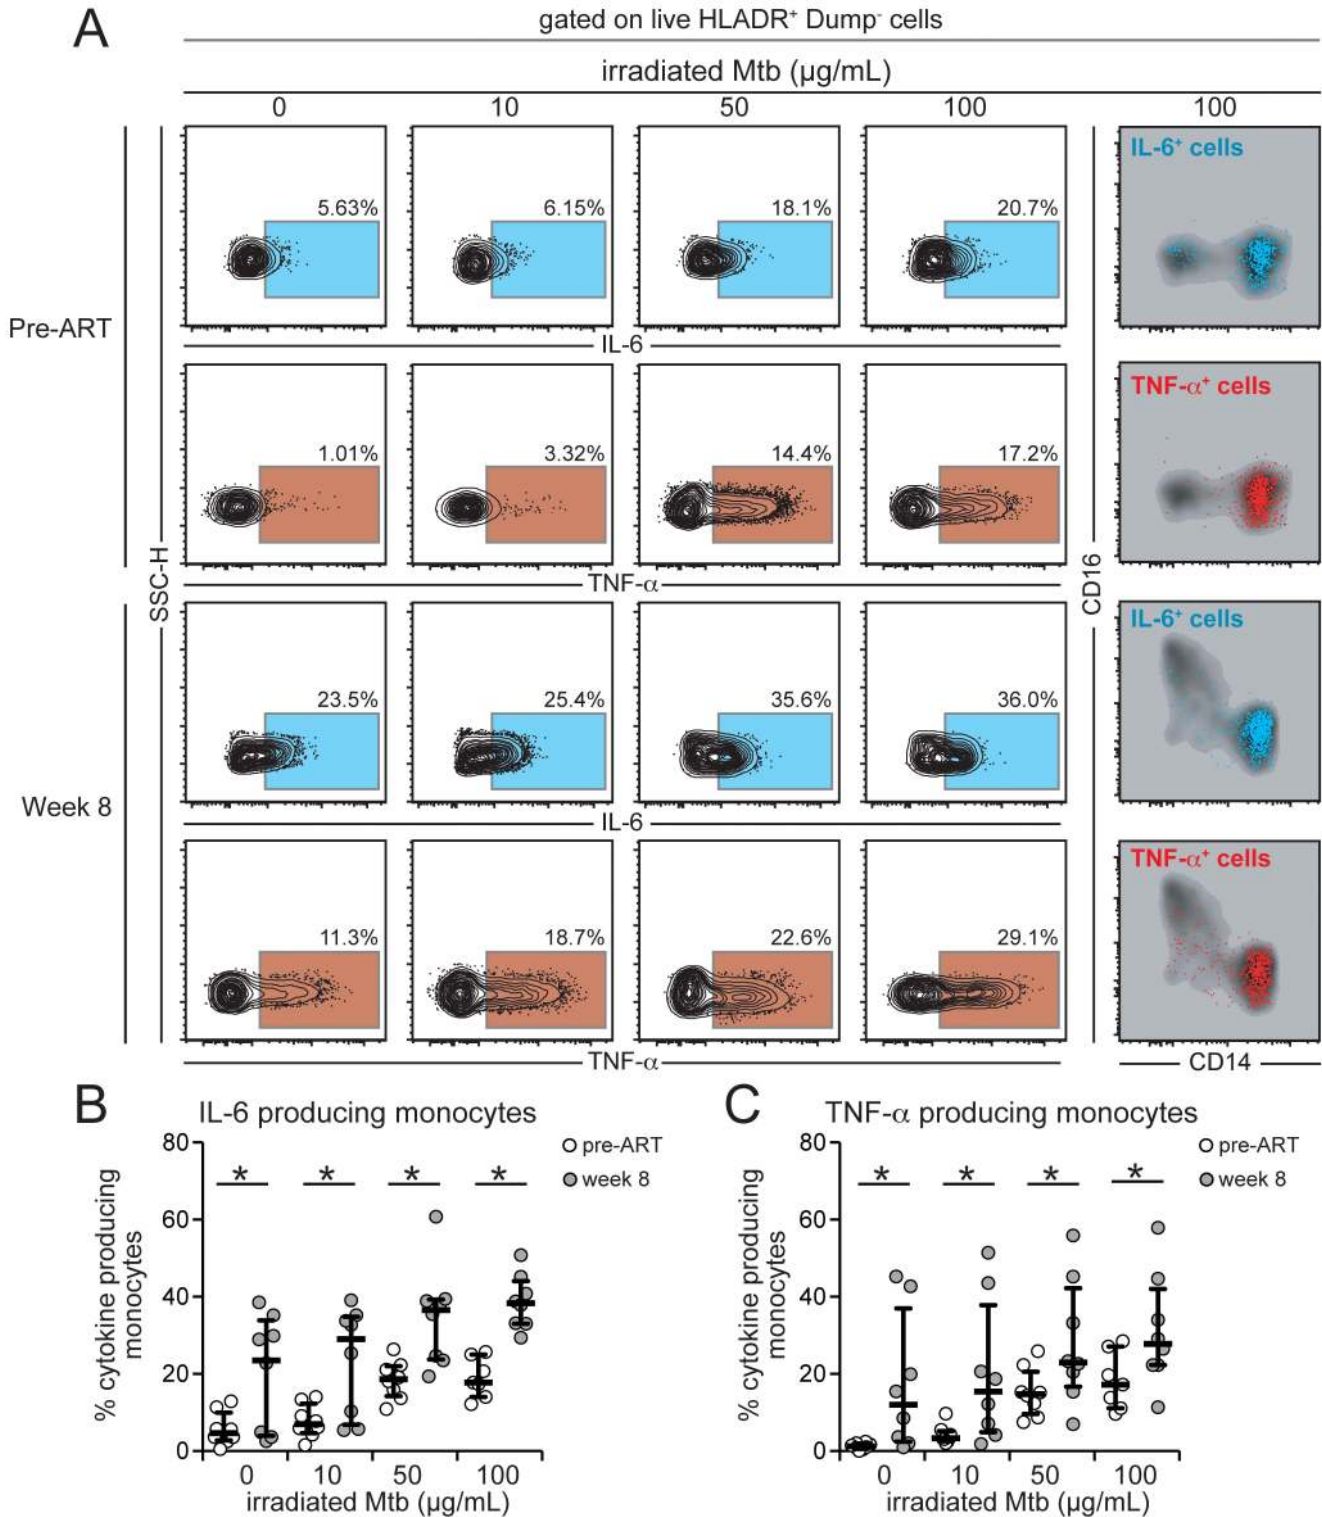 A
gated on live HLADR⁺ Dump⁻ cells
irradiated Mtb (µg/mL)
0 10 50 100 100
Pre-ART
5.63% 6.15% 18.1% 20.7% IL-6⁺ cells
IL-6
1.01% 3.32% 14.4% 17.2% TNF-α⁺ cells
SSC-H
TNF-α
CD16
Week 8
23.5% 25.4% 35.6% 36.0% IL-6⁺ cells
IL-6
11.3% 18.7% 22.6% 29.1% TNF-α⁺ cells
TNF-α
CD14
B
IL-6 producing monocytes
% cytokine producing
monocytes
80
60
40
20
0
* * * *
pre-ART
week 8
0 10 50 100
irradiated Mtb (µg/mL)
C
TNF-α producing monocytes
% cytokine producing
monocytes
80
60
40
20
0
* * * *
pre-ART
week 8
0 10 50 100
irradiated Mtb (µg/mL)